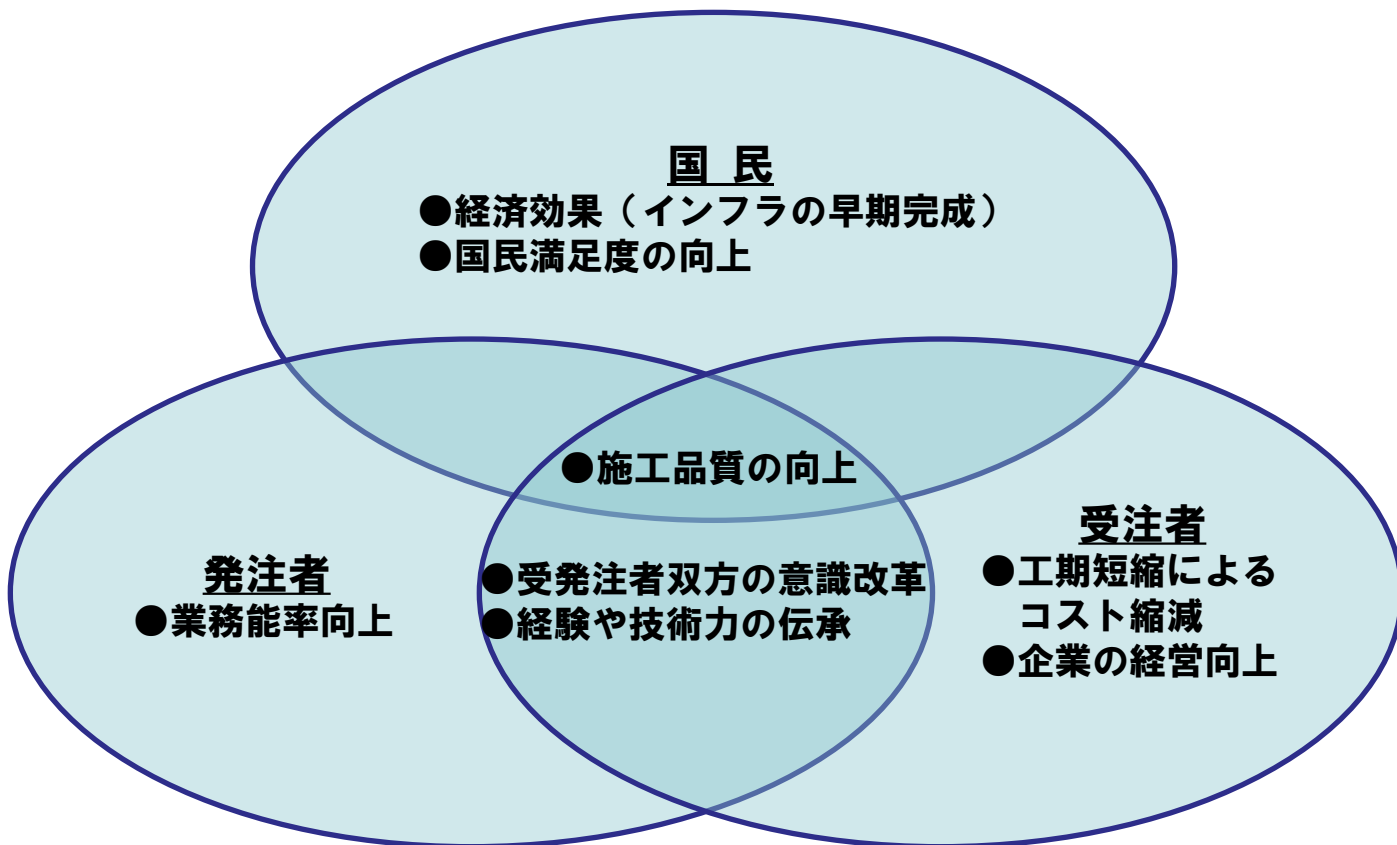 国 民
●経済効果（インフラの早期完成）
●国民満足度の向上
●施工品質の向上
発注者
●業務能率向上
●受発注者双方の意識改革
●経験や技術力の伝承
受注者
●工期短縮による
コスト縮減
●企業の経営向上